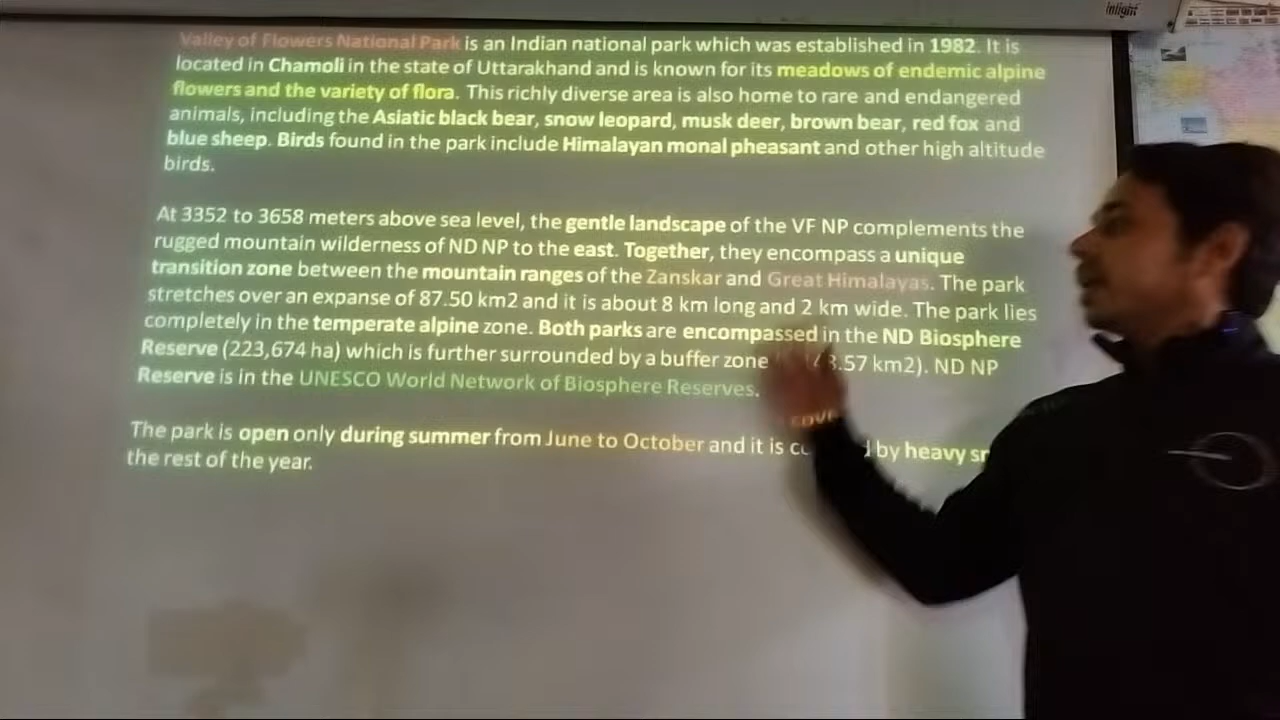 inlight
Valley of Flowers National Park is an Indian national park which was established in 1982. It is
located in Chamoli in the state of Uttarakhand and is known for its meadows of endemic alpine
flowers and the variety of flora. This richly diverse area is also home to rare and endangered
animals, including the Asiatic black bear, snow leopard, musk deer, brown bear, red fox and
blue sheep. Birds found in the park include Himalayan monal pheasant and other high altitude
birds.
At 3352 to 3658 meters above sea level, the gentle landscape of the VF NP complements the
rugged mountain wilderness of ND NP to the east. Together, they encompass a unique
transition zone between the mountain ranges of the Zanskar and Great Himalayas. The park
stretches over an expanse of 87.50 km2 and it is about 8 km long and 2 km wide. The park lies
completely in the temperate alpine zone. Both parks are encompassed in the ND Biosphere
Reserve (223,674 ha) which is further surrounded by a buffer zone .57 km2). ND NP
Reserve is in the UNESCO World Network of Biosphere Reserves.
The park is open only during summer from June to October and it is by heavy
the rest of the year.